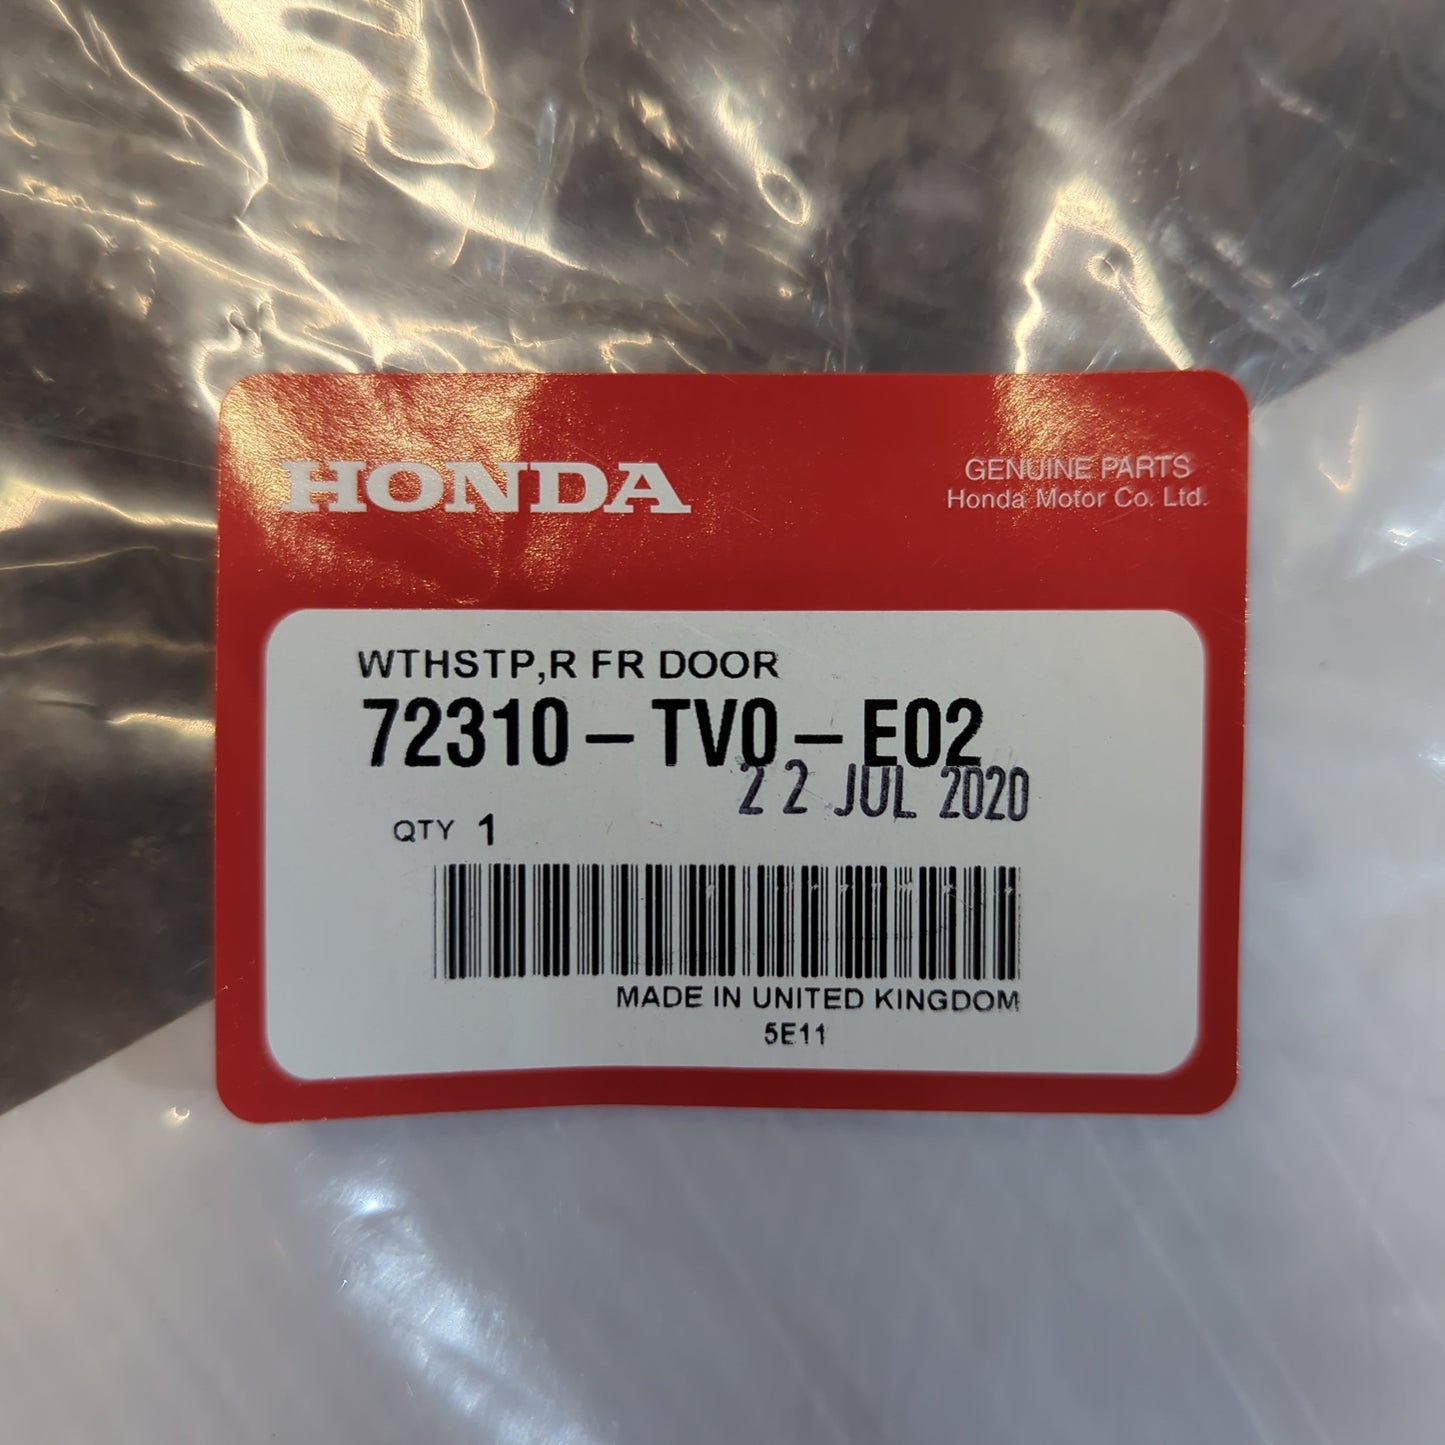 HONDA
GENUINE PARTS
Honda Motor Co. Ltd.
WTHSTP,R FR DOOR
72310-TV0-E02
22 JUL 2020
QTY 1
MADE IN UNITED KINGDOM
5E11